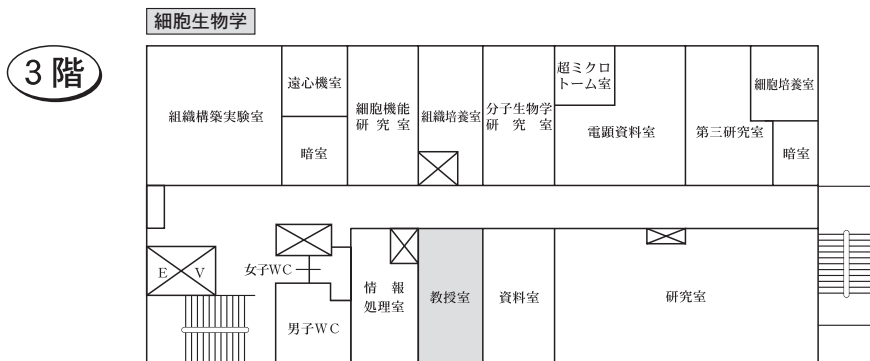 細胞生物学
3階
組織構築実験室
遠心機室
暗室
細胞機能
研究室
組織培養室
分子生物学
研究室
超ミクロ
トーム室
電顕資料室
第三研究室
細胞培養室
暗室
EV
女子WC
男子WC
情報
処理室
教授室
資料室
研究室